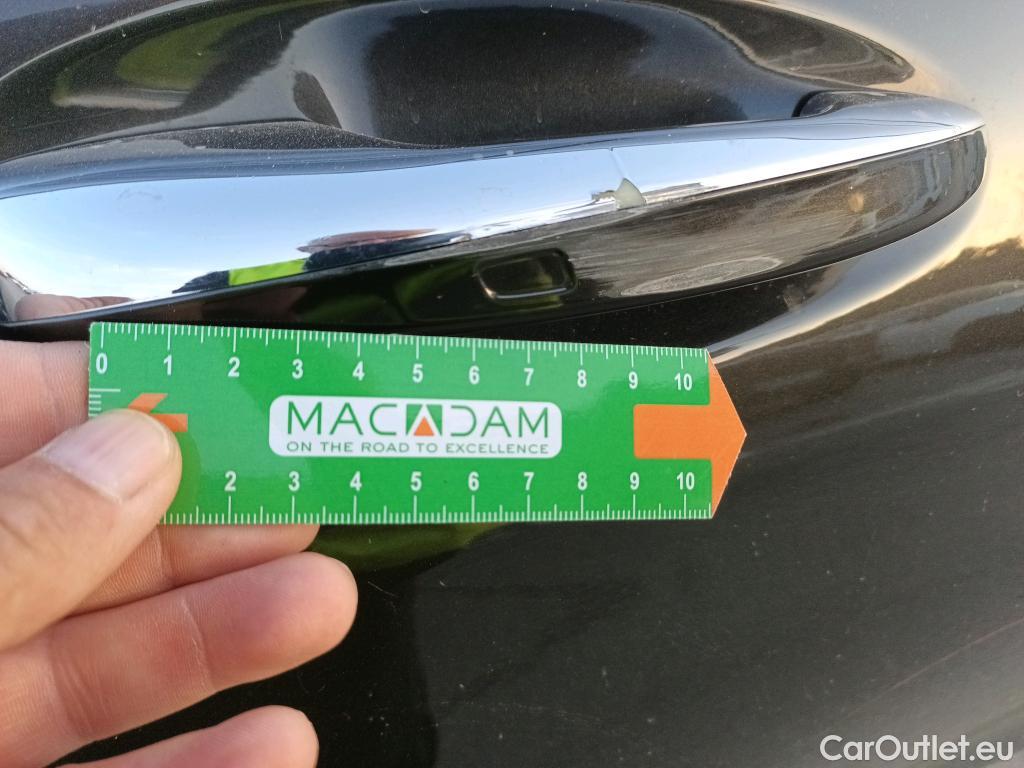 0 1 2 3 4 5 6 7 8 9 10
MACADAM
ON THE ROAD TO EXCELLENCE
2 3 4 5 6 7 8 9 10
CarOutlet.eu